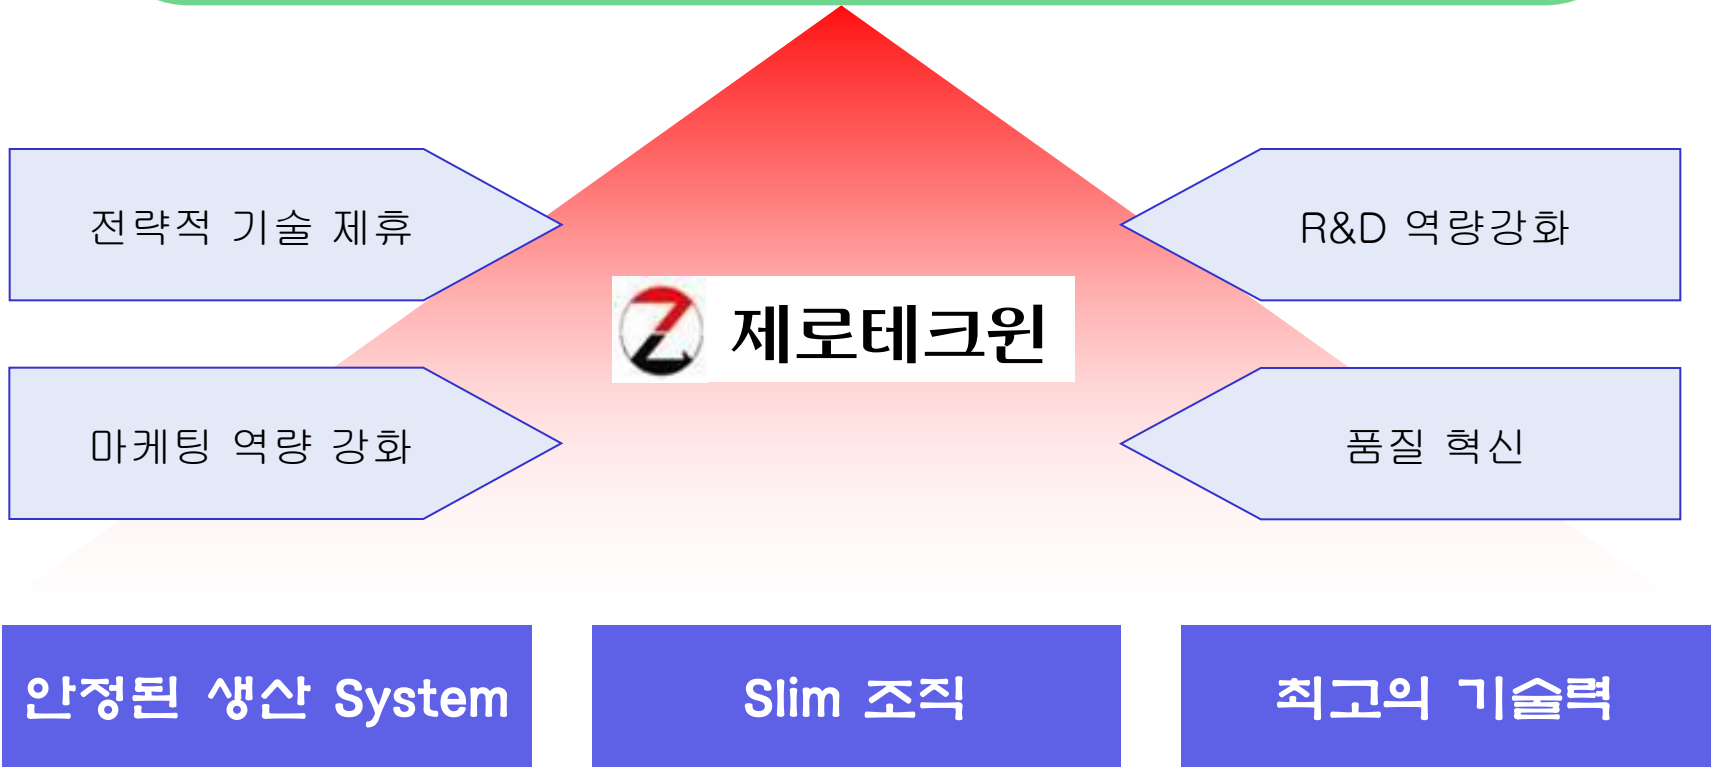 전략적 기술 제휴
R&D 역량강화
제로테크윈
마케팅 역량 강화
품질 혁신
안정된 생산 System
Slim 조직
최고의 기술력